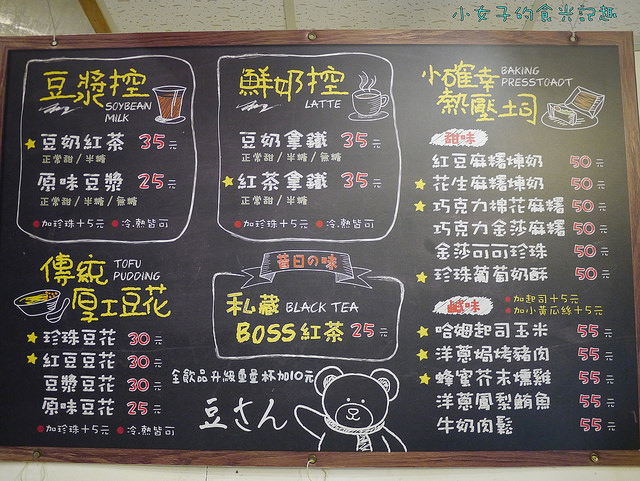 小女子的食光記趣
豆漿控
SOYBEAN
MILK
★豆奶紅茶 35元
正常甜/半糖/無糖
原味豆漿 25元
正常甜/半糖/無糖
●加珍珠+5元 ●冷.熱皆可
鮮奶控
LATTE
豆奶拿鐵 35元
正常甜/半糖/無糖
★紅茶拿鐵 35元
正常甜/半糖/無糖
●加珍珠+5元 ●冷.熱皆可
小確幸
BAKING
PRESSTOADT
熱壓土司
甜味
紅豆麻糬煉奶 50元
★花生麻糬煉奶 50元
★巧克力棉花麻糬 50元
巧克力金莎麻糬 50元
金莎可可珍珠 50元
★珍珠葡萄奶酥 50元
鹹味
●加起司+5元
●加小黃瓜絲+5元
★哈姆起司玉米 55元
★洋蔥焗烤豬肉 55元
★蜂蜜芥末燻雞 55元
洋蔥鳳梨鮪魚 55元
牛奶肉鬆 55元
傳統
TOFU
PUDDING
厚工豆花
★珍珠豆花 30元
★紅豆豆花 30元
豆漿豆花 30元
原味豆花 25元
●加珍珠+5元 ●冷.熱皆可
昔日の味
私藏 BLACK TEA
BOSS紅茶 25元
全飲品升級重量杯加10元
豆さん